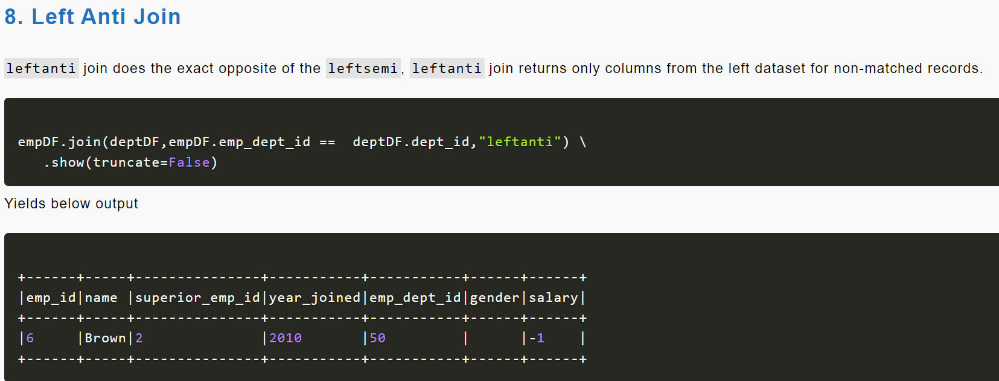 8. Left Anti Join
leftanti join does the exact opposite of the leftsemi, leftanti join returns only columns from the left dataset for non-matched records.
empDF.join(deptDF,empDF.emp_dept_id ==  deptDF.dept_id,"leftanti") \
   .show(truncate=False)
Yields below output
+------+-----+---------------+-----------+-----------+------+------+
|emp_id|name |superior_emp_id|year_joined|emp_dept_id|gender|salary|
+------+-----+---------------+-----------+-----------+------+------+
|6     |Brown|2              |2010       |50         |      |-1    |
+------+-----+---------------+-----------+-----------+------+------+